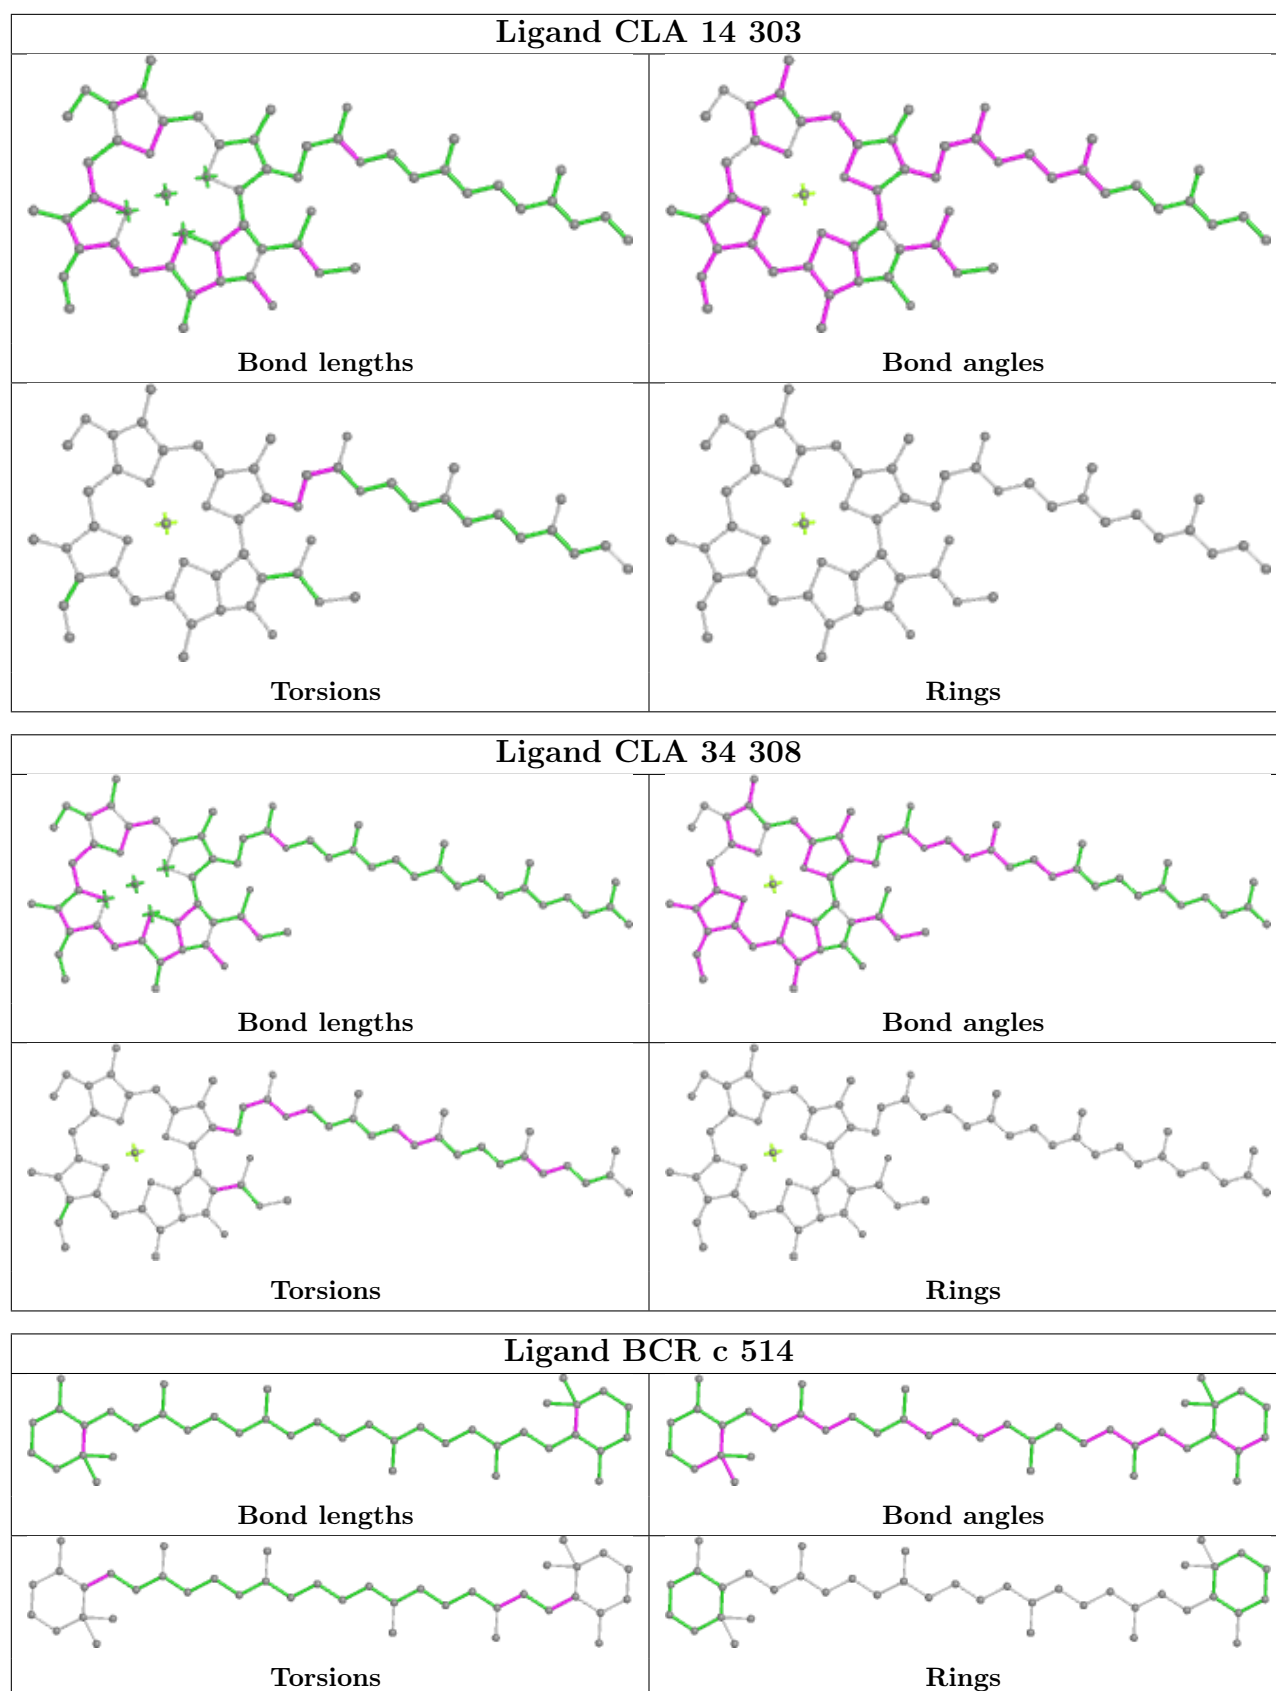 Ligand CLA 14 303
Bond lengths
Bond angles
Torsions
Rings
Ligand CLA 34 308
Bond lengths
Bond angles
Torsions
Rings
Ligand BCR c 514
Bond lengths
Bond angles
Torsions
Rings